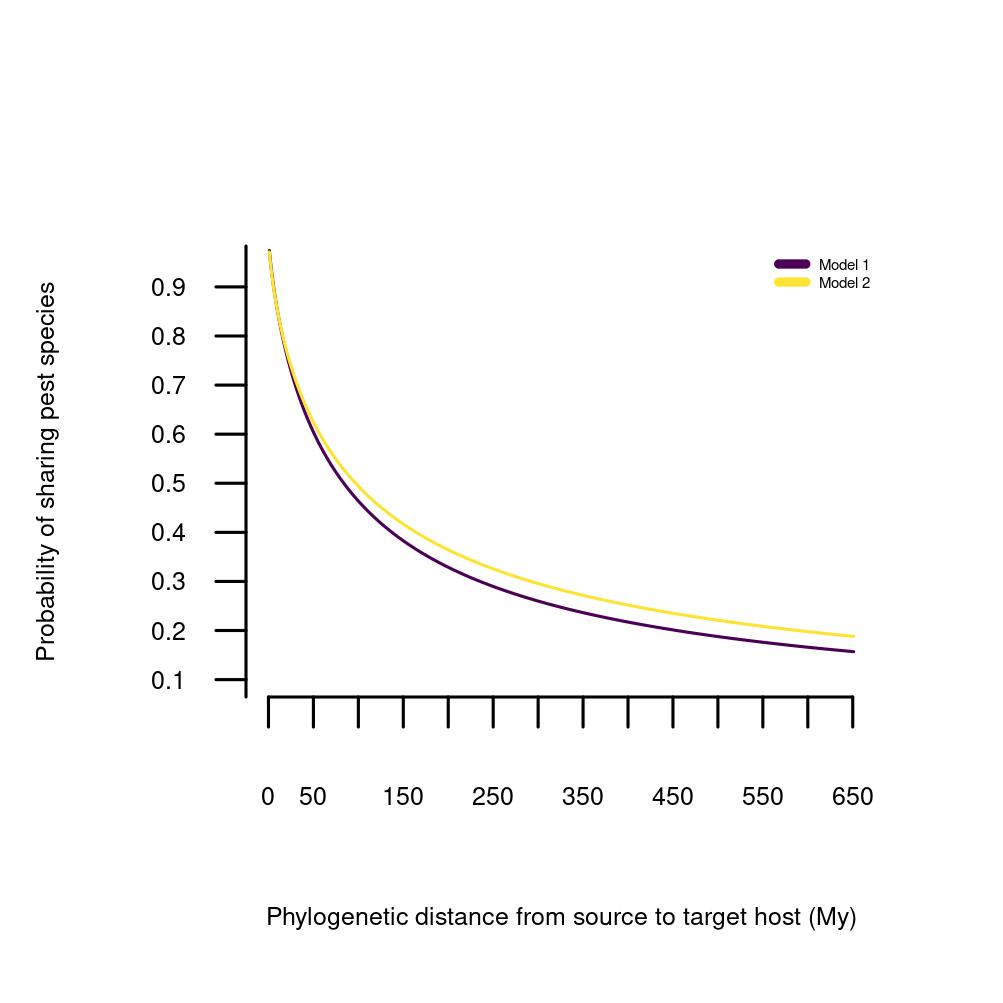 Model 1
Model 2
Probability of sharing pest species
0.9
0.8
0.7
0.6
0.5
0.4
0.3
0.2
0.1
0 50 150 250 350 450 550 650
Phylogenetic distance from source to target host (My)